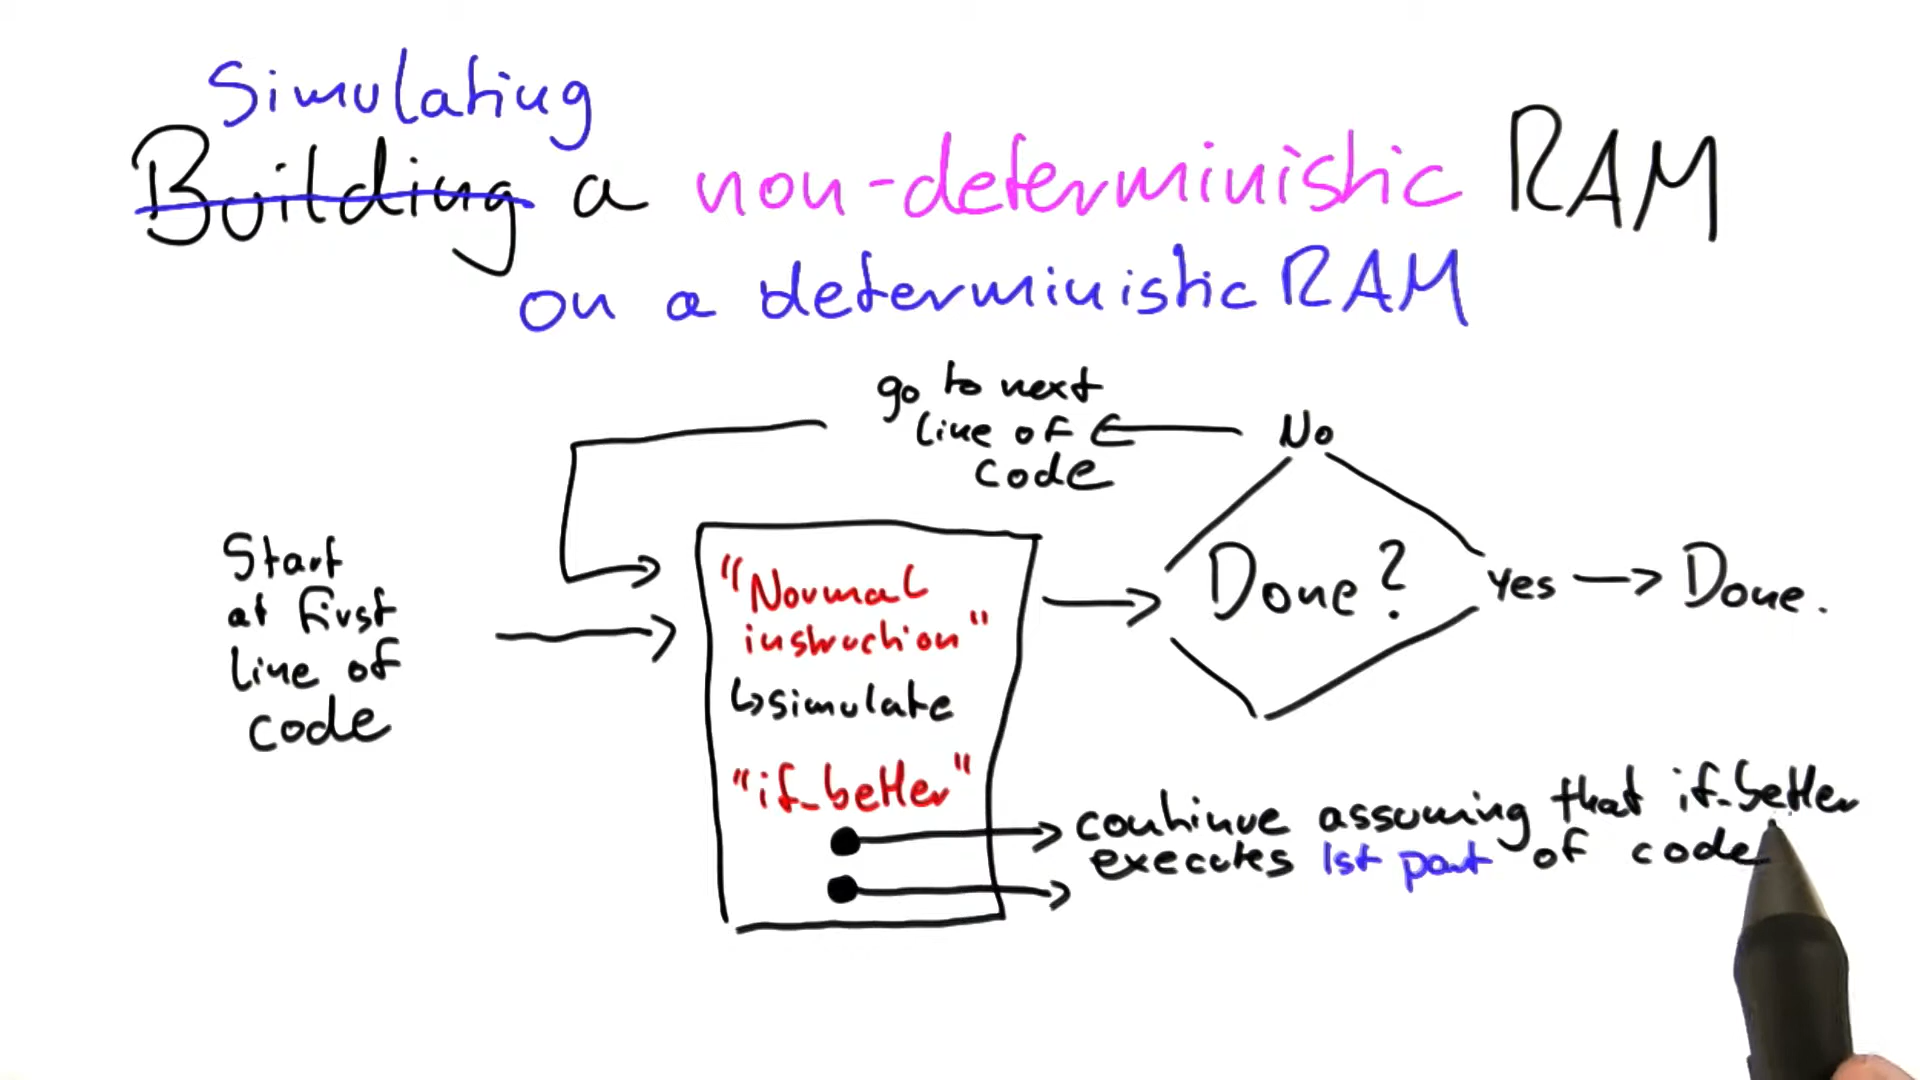 Simulating
Building a non-deterministic RAM
on a deterministic RAM
go to next
line of
code
No
Start
at first
line of
code
"Normal
instruction"
↳simulate
"if_better"
Done?
Yes
Done.
continue assuming that if_better
executes 1st part of code